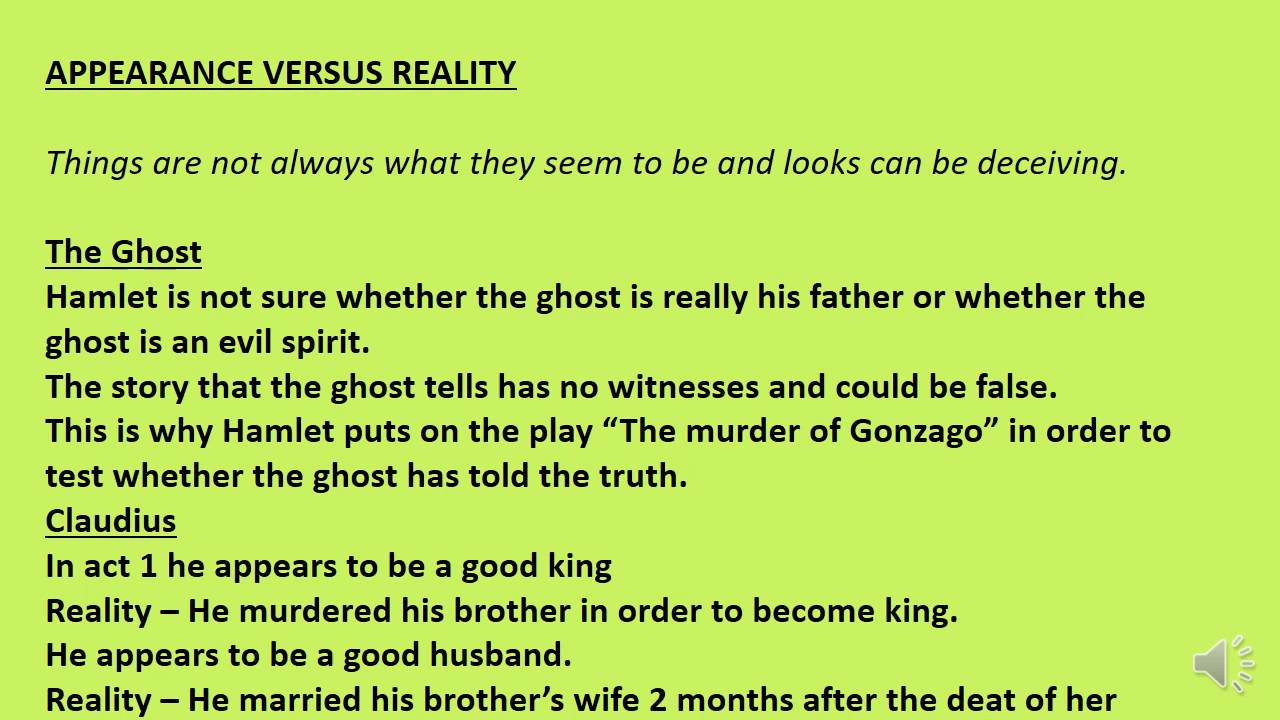 APPEARANCE VERSUS REALITY
Things are not always what they seem to be and looks can be deceiving.
The Ghost
Hamlet is not sure whether the ghost is really his father or whether the
ghost is an evil spirit.
The story that the ghost tells has no witnesses and could be false.
This is why Hamlet puts on the play “The murder of Gonzago” in order to
test whether the ghost has told the truth.
Claudius
In act 1 he appears to be a good king
Reality – He murdered his brother in order to become king.
He appears to be a good husband.
Reality – He married his brother’s wife 2 months after the deat of her